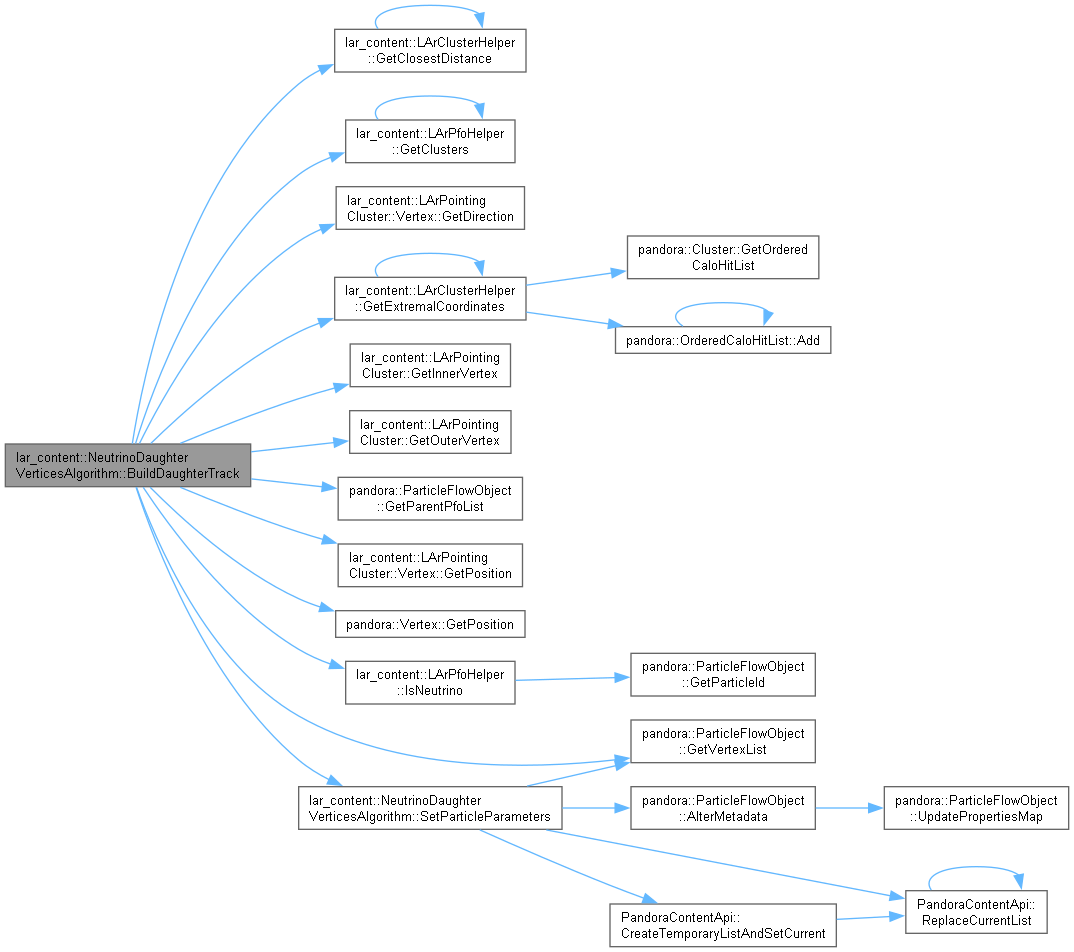 lar_content::LArClusterHelper
::GetClosestDistance
lar_content::LArPfoHelper
::GetClusters
lar_content::LArPointing
Cluster::Vertex::GetDirection
lar_content::LArClusterHelper
::GetExtremalCoordinates
pandora::Cluster::GetOrdered
CaloHitList
pandora::OrderedCaloHitList::Add
lar_content::LArPointing
Cluster::GetInnerVertex
lar_content::LArPointing
Cluster::GetOuterVertex
lar_content::NeutrinoDaughter
VerticesAlgorithm::BuildDaughterTrack
pandora::ParticleFlowObject
::GetParentPfoList
lar_content::LArPointing
Cluster::Vertex::GetPosition
pandora::Vertex::GetPosition
lar_content::LArPfoHelper
::IsNeutrino
pandora::ParticleFlowObject
::GetParticleId
pandora::ParticleFlowObject
::GetVertexList
lar_content::NeutrinoDaughter
VerticesAlgorithm::SetParticleParameters
pandora::ParticleFlowObject
::AlterMetadata
pandora::ParticleFlowObject
::UpdatePropertiesMap
PandoraContentApi::
CreateTemporaryListAndSetCurrent
PandoraContentApi::
ReplaceCurrentList